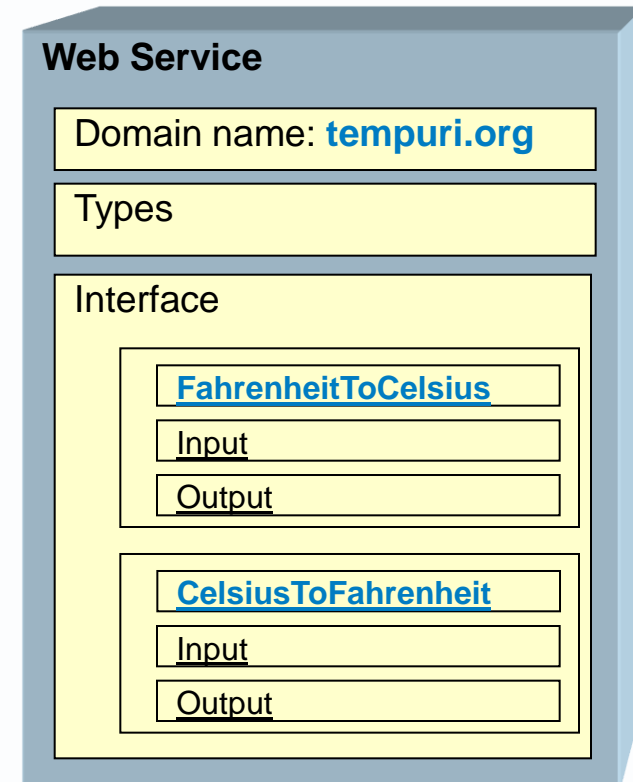 Web Service
Domain name: tempuri.org
Types
Interface
FahrenheitToCelsius
Input
Output
CelsiusToFahrenheit
Input
Output